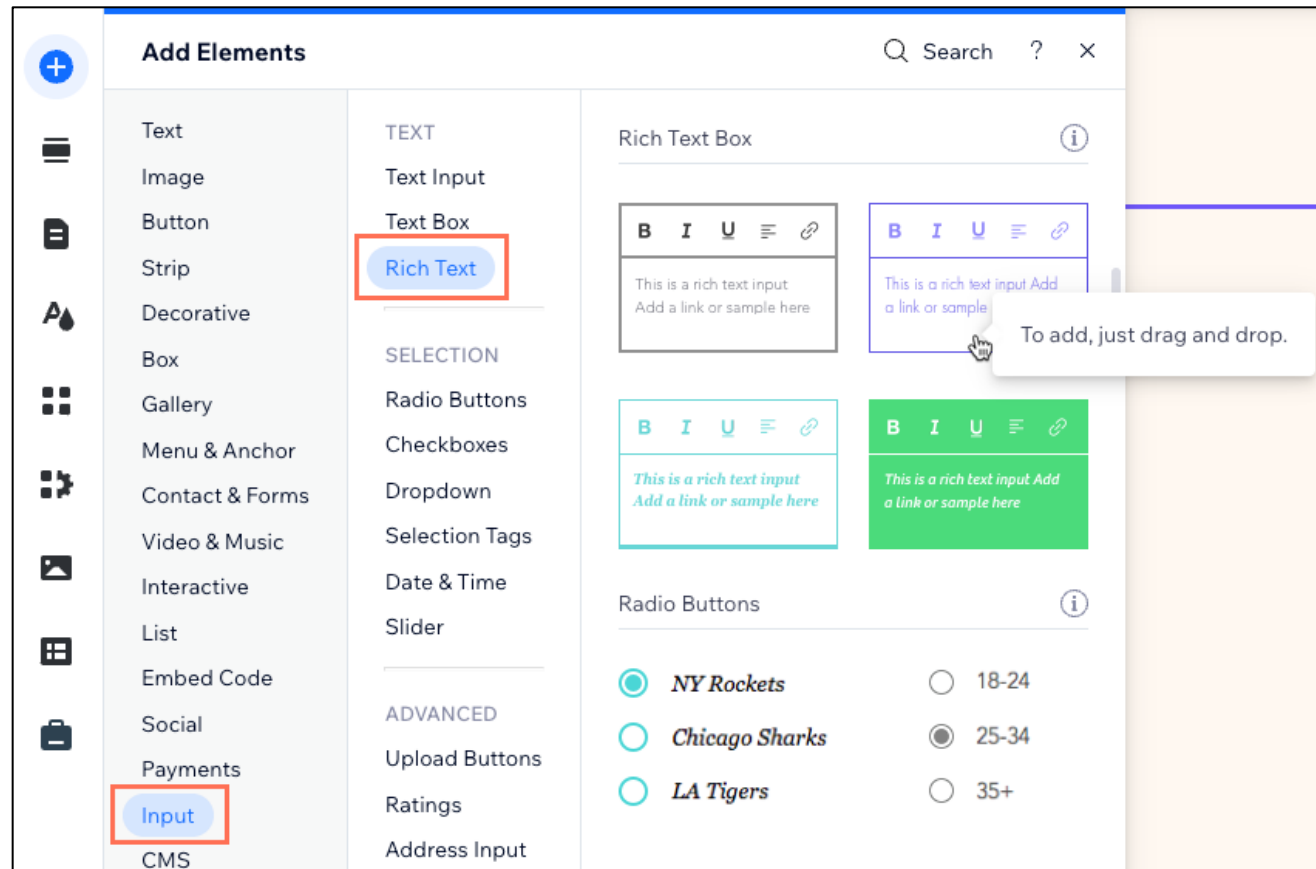 Add Elements
Search
?
Text
Image
Button
Strip
Decorative
Box
Gallery
Menu & Anchor
Contact & Forms
Video & Music
Interactive
List
Embed Code
Social
Payments
Input
CMS
TEXT
Text Input
Text Box
Rich Text
SELECTION
Radio Buttons
Checkboxes
Dropdown
Selection Tags
Date & Time
Slider
ADVANCED
Upload Buttons
Ratings
Address Input
Rich Text Box
B I U
This is a rich text input
Add a link or sample here
B I U
This is a rich text input Add
a link or sample
To add, just drag and drop.
B I U
This is a rich text input
Add a link or sample here
B I U
This is a rich text input Add
a link or sample here
Radio Buttons
NY Rockets
Chicago Sharks
LA Tigers
18-24
25-34
35+